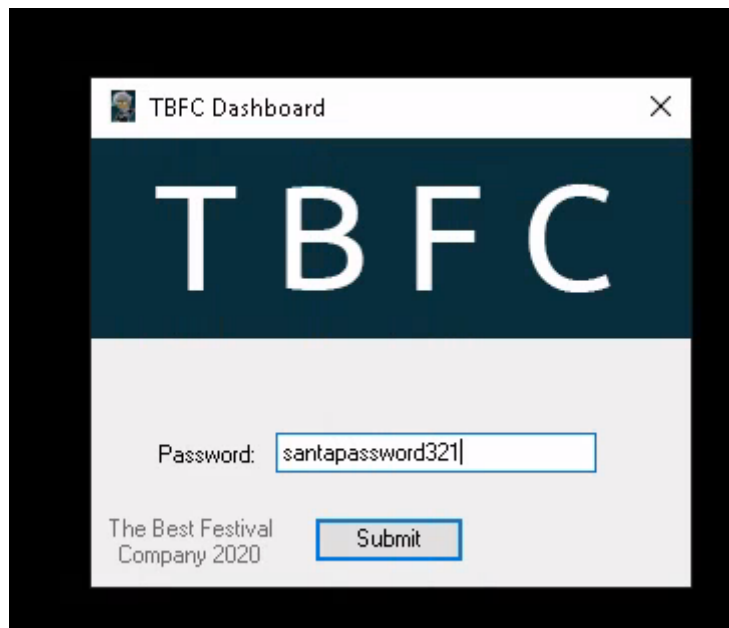 TBFC Dashboard
T B F C
Password: santapassword321
The Best Festival
Company 2020
Submit